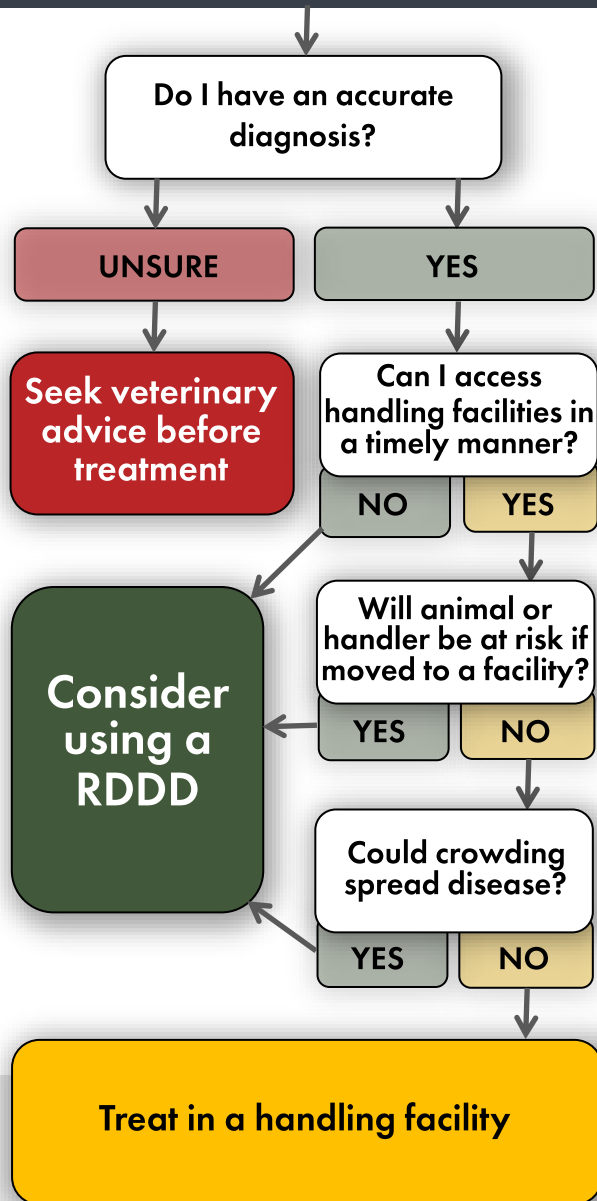 Do I have an accurate
diagnosis?
UNSURE
YES
Seek veterinary
advice before
treatment
Can I access
handling facilities in
a timely manner?
NO
YES
Will animal or
handler be at risk if
moved to a facility?
YES
NO
Consider
using a
RDDD
Could crowding
spread disease?
YES
NO
Treat in a handling facility